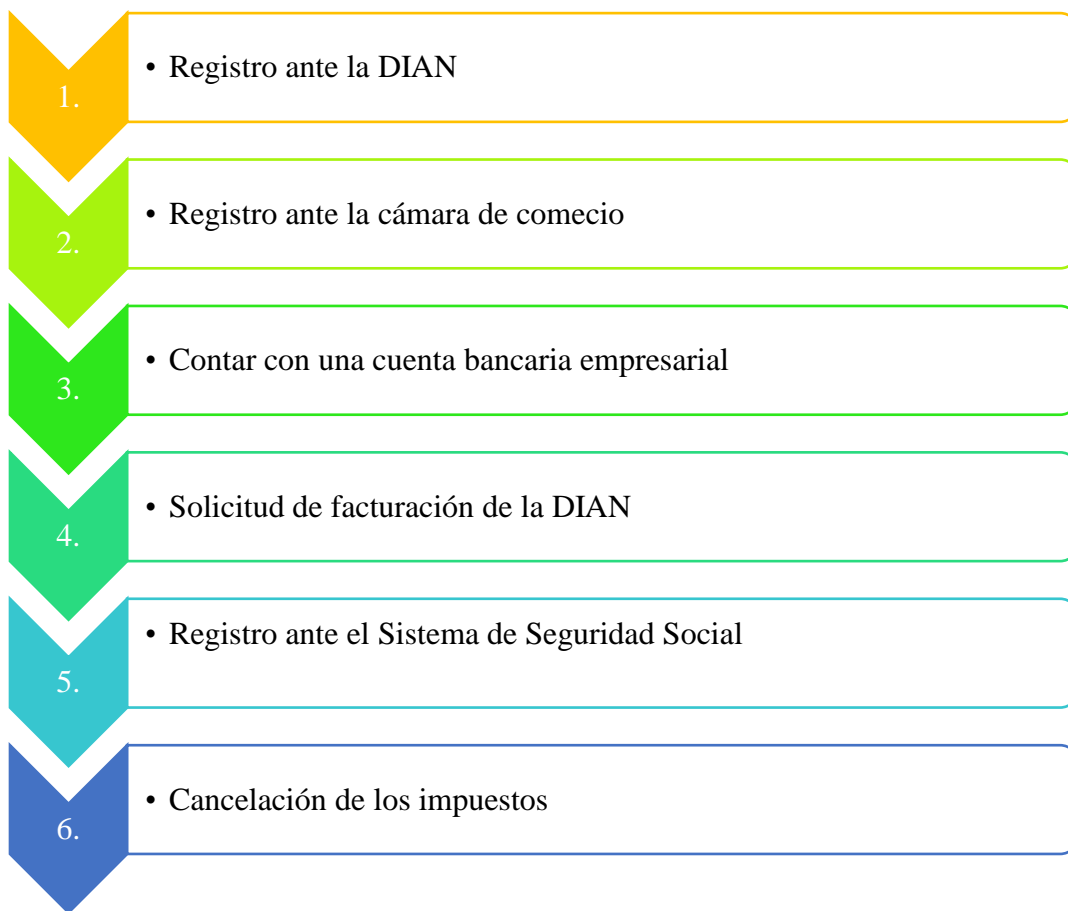 1.
• Registro ante la DIAN
2.
• Registro ante la cámara de comecio
3.
• Contar con una cuenta bancaria empresarial
4.
• Solicitud de facturación de la DIAN
5.
• Registro ante el Sistema de Seguridad Social
6.
• Cancelación de los impuestos